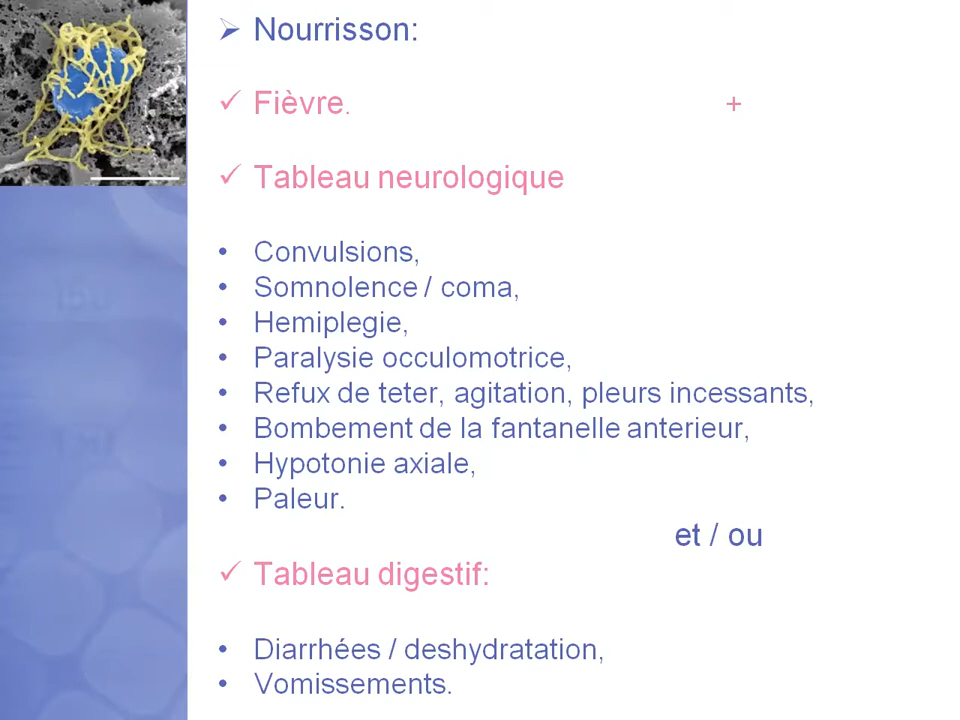 Nourrisson:
Fièvre. +
Tableau neurologique
Convulsions,
Somnolence / coma,
Hemiplegie,
Paralysie occulomotrice,
Refux de teter, agitation, pleurs incessants,
Bombement de la fantanelle anterieur,
Hypotonie axiale,
Paleur.
et / ou
Tableau digestif:
Diarrhées / deshydratation,
Vomissements.